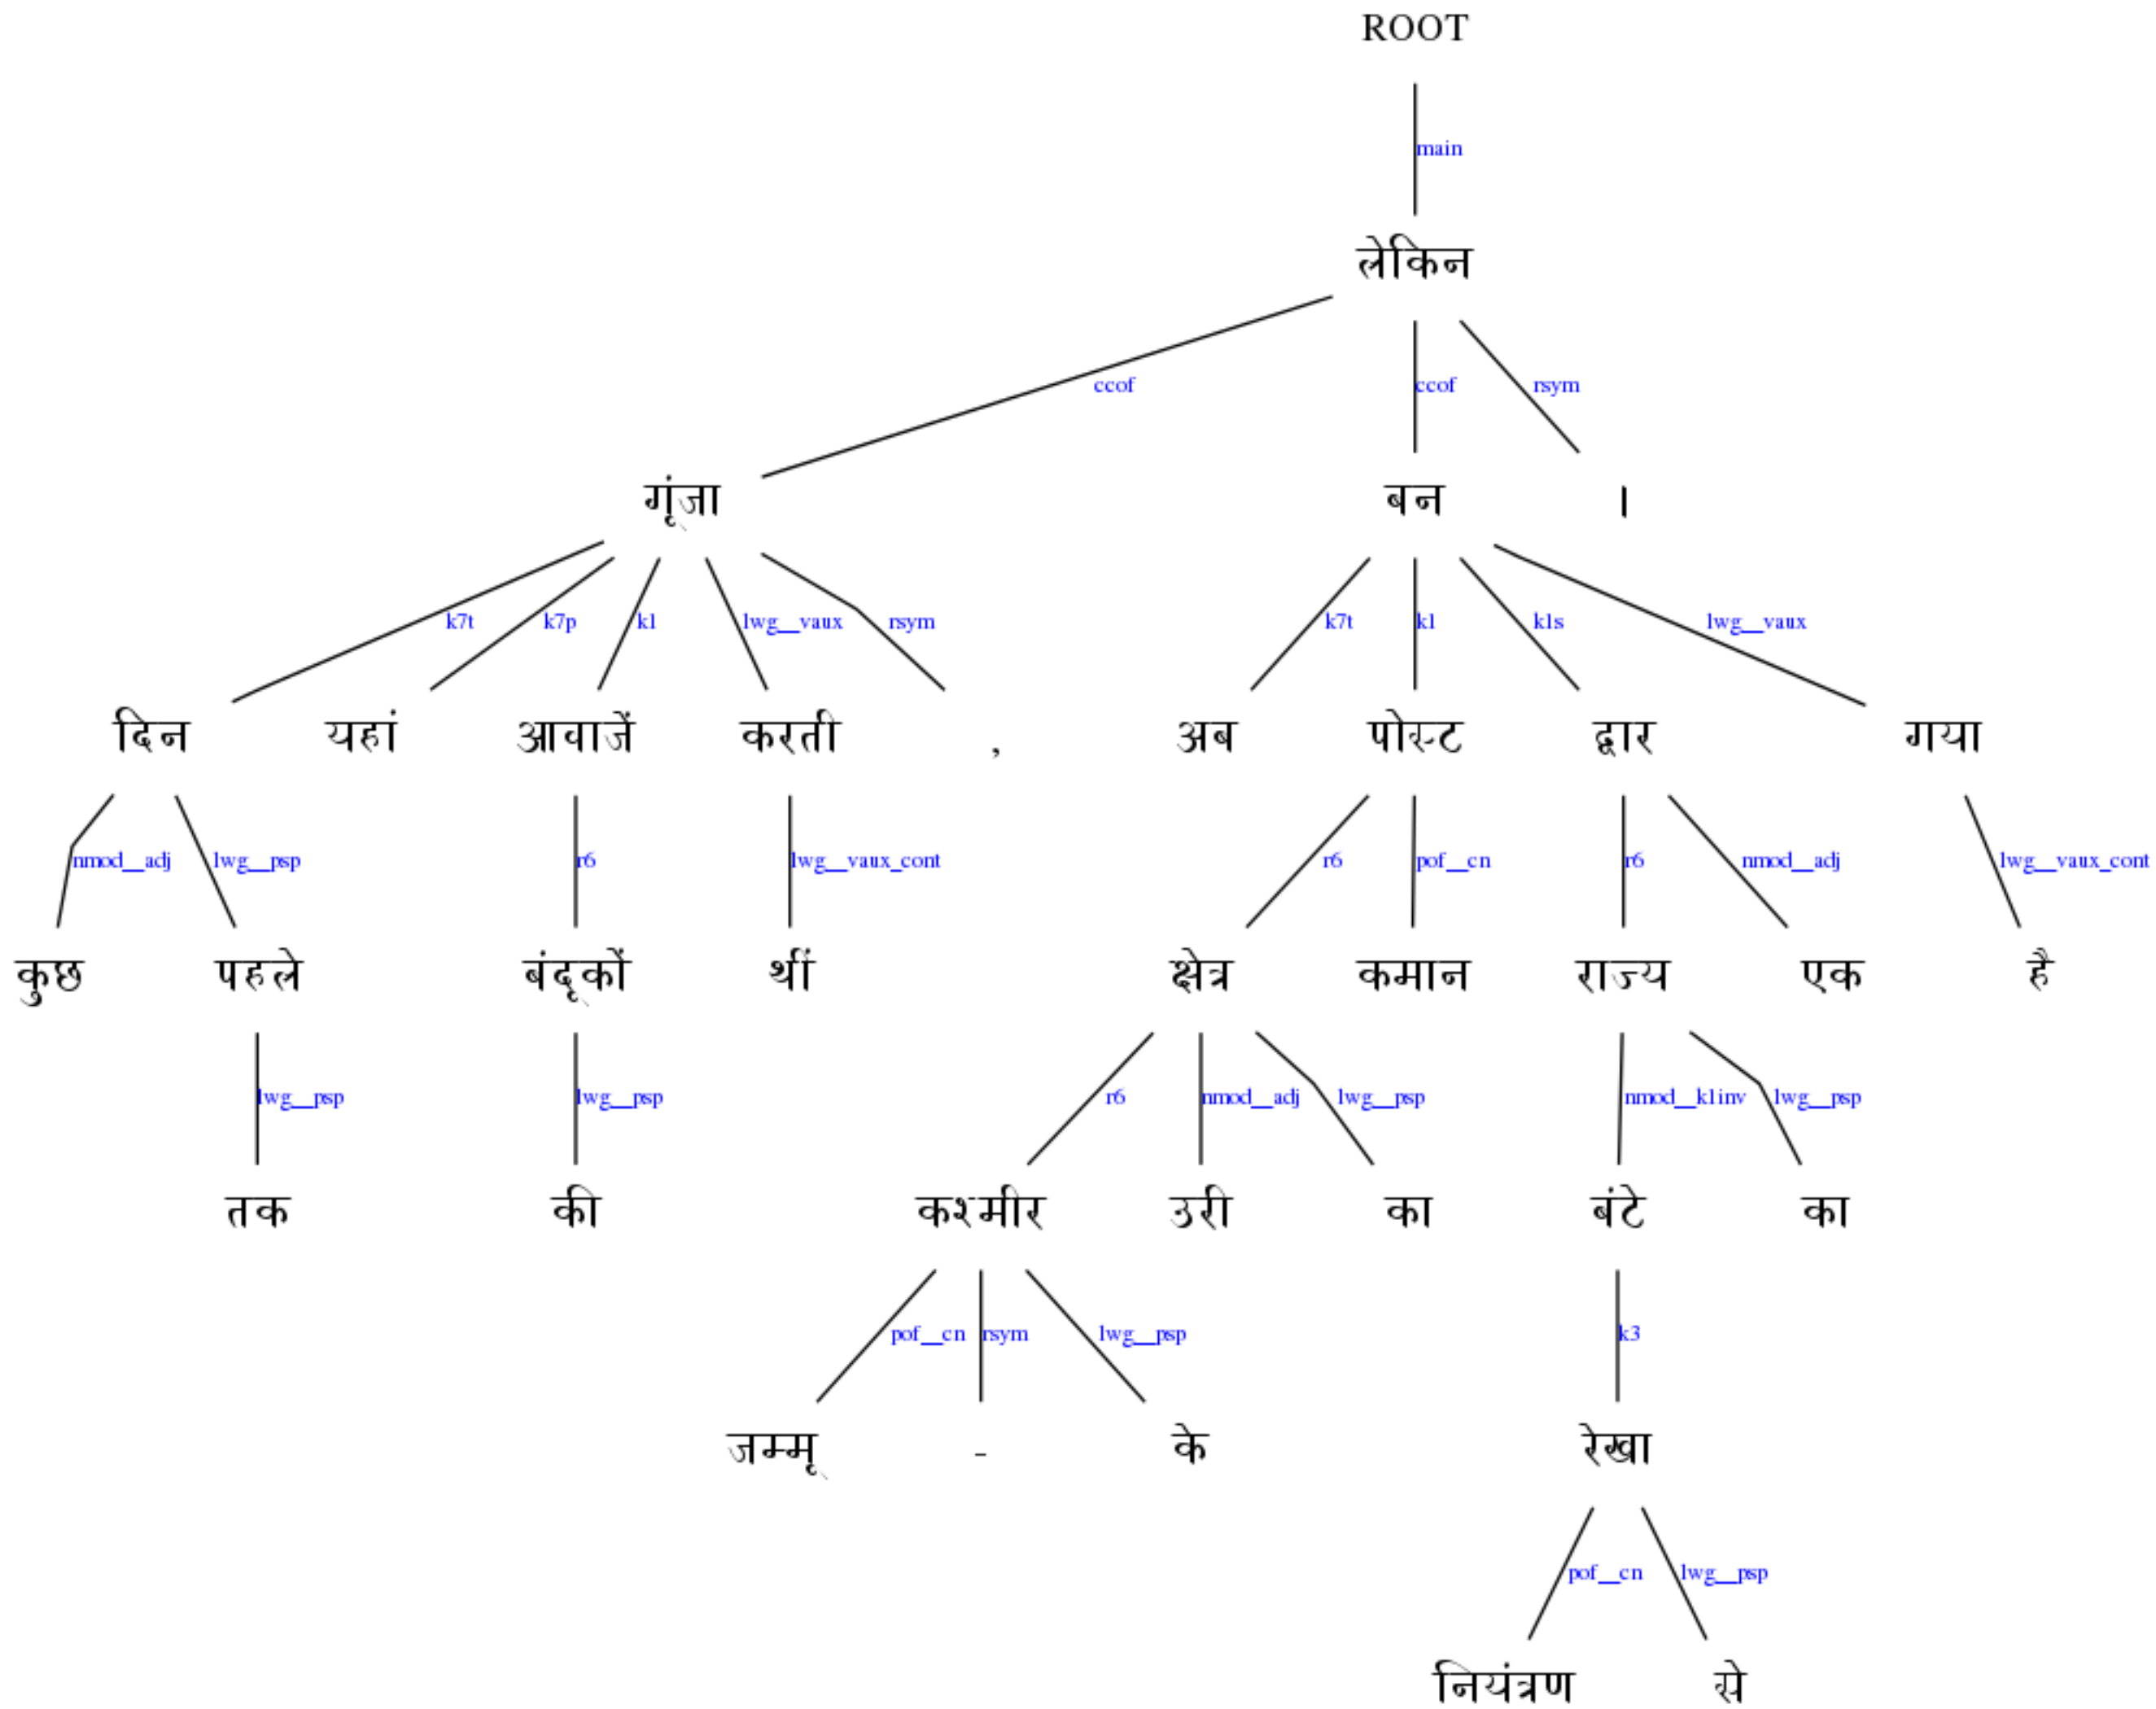 ROOT
main
लेकिन
ccof ccof rsym
गूंजा बन ।
k7t k7p k1 lwg__vaux rsym k7t k1 k1s lwg__vaux
दिन यहां आवाजें करती , अब पोस्ट द्वार गया
nmod__adj lwg__psp r6 lwg__vaux_cont r6 pof__cn r6 nmod__adj lwg__vaux_cont
कुछ पहले बंदूकों थीं क्षेत्र कमान राज्य एक है
lwg__psp lwg__psp r6 nmod__adj lwg__psp nmod__k1inv lwg__psp
तक की कश्मीर उरी का बंटे का
pof__cn rsym lwg__psp k3
जम्मू - के रेखा
pof__cn lwg__psp
नियंत्रण से